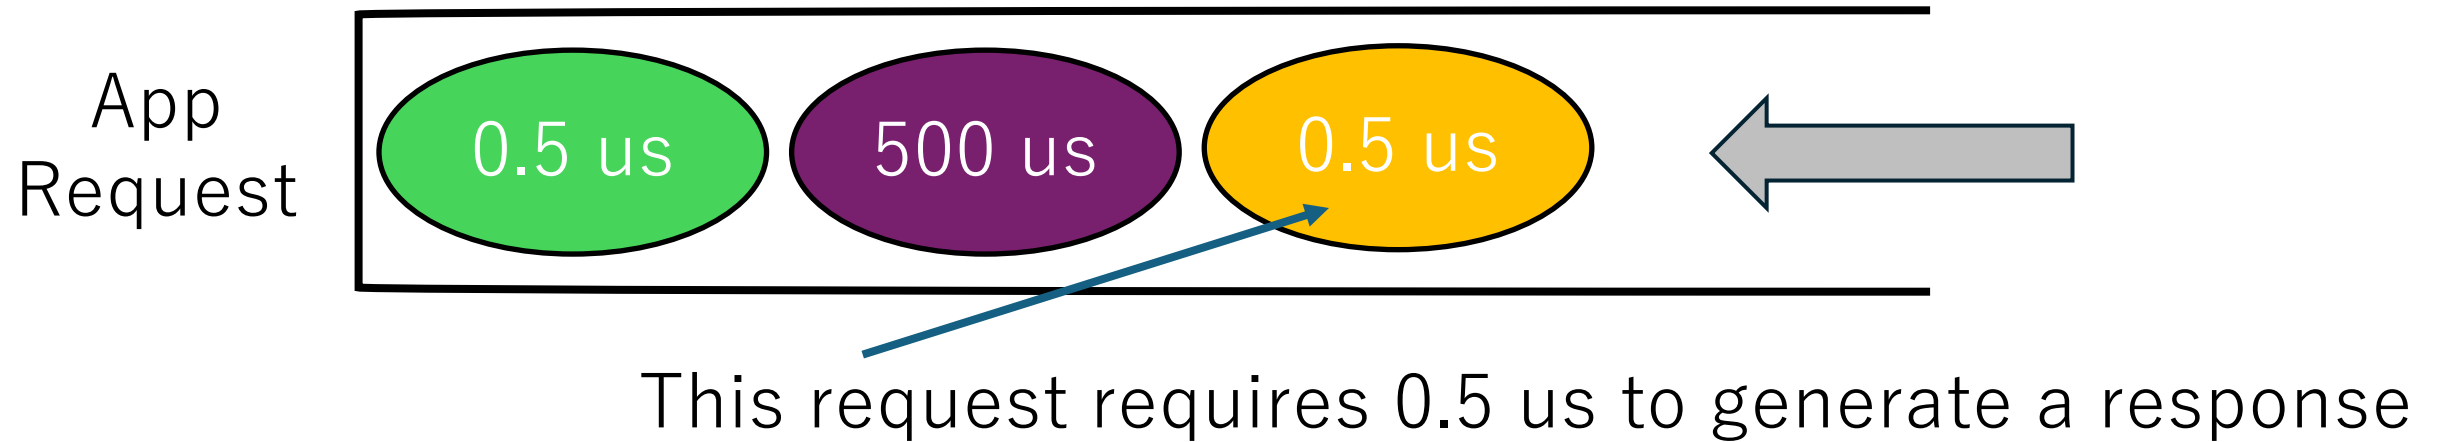 App
Request
0.5 us
500 us
0.5 us
This request requires 0.5 us to generate a response